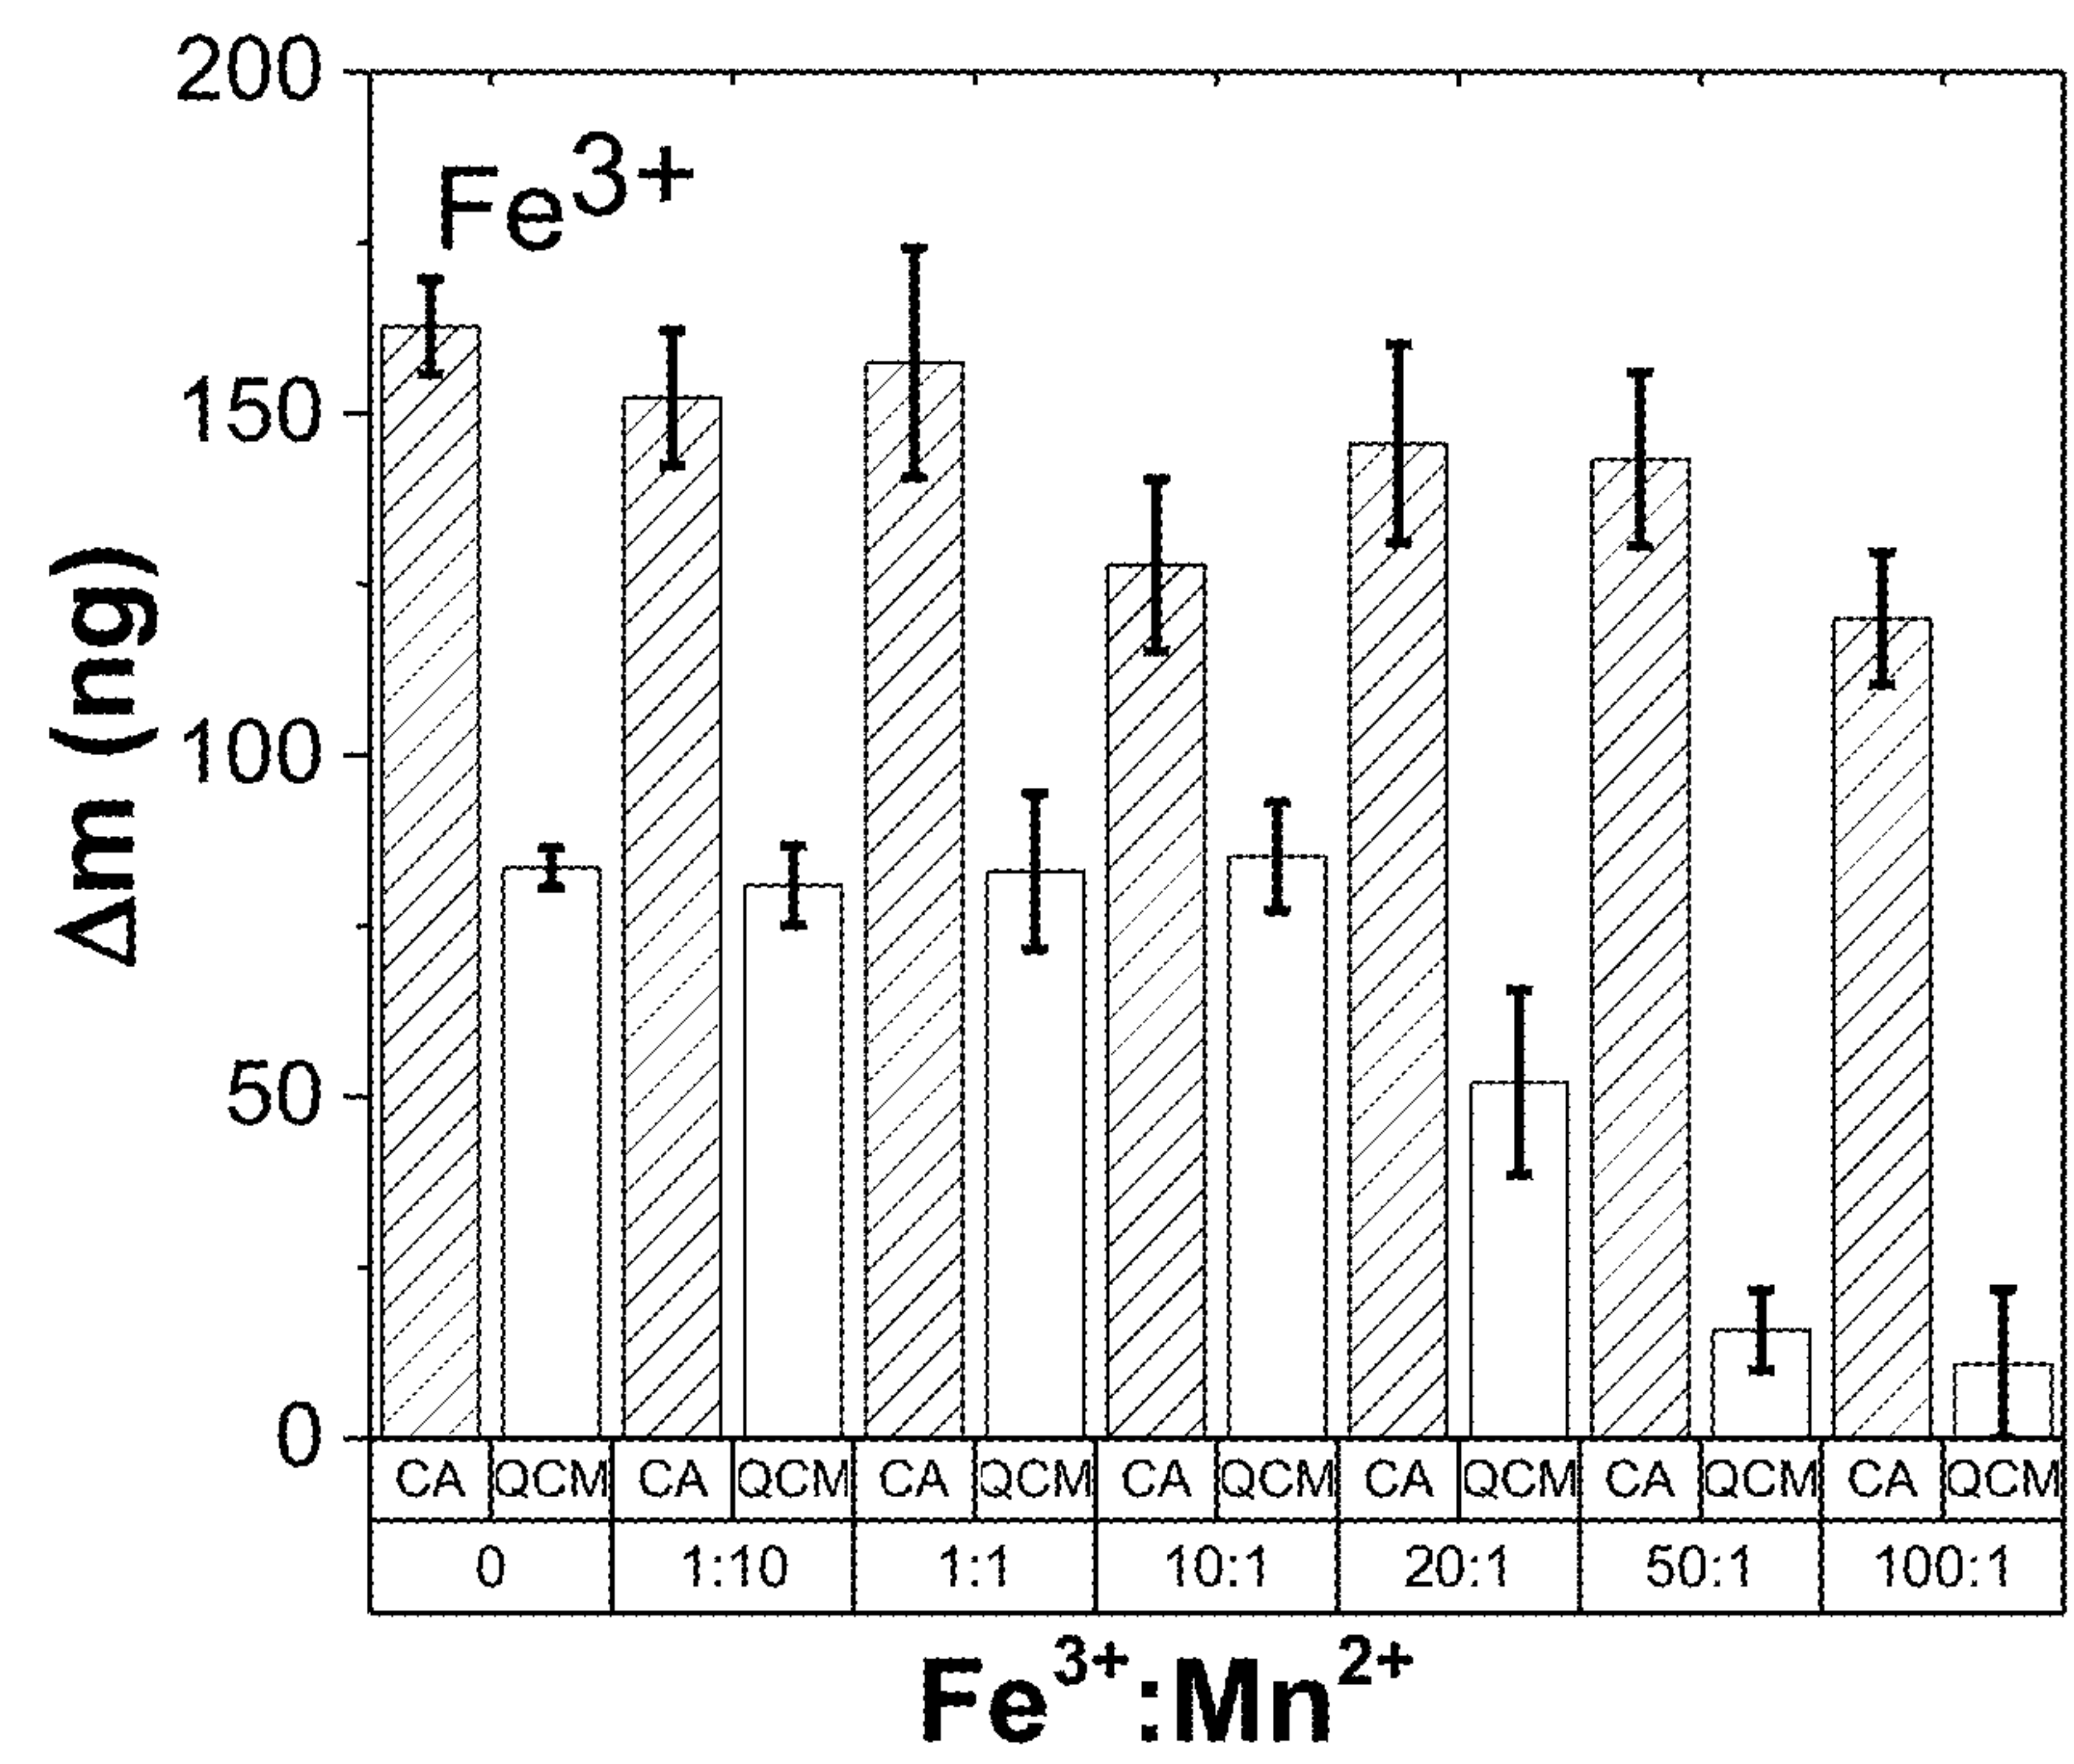 200
Fe3+
150
Δm (ng)
100
50
0
CA QCM CA QCM CA QCM CA QCM CA QCM CA QCM CA QCM
0 1:10 1:1 10:1 20:1 50:1 100:1
Fe3+:Mn2+